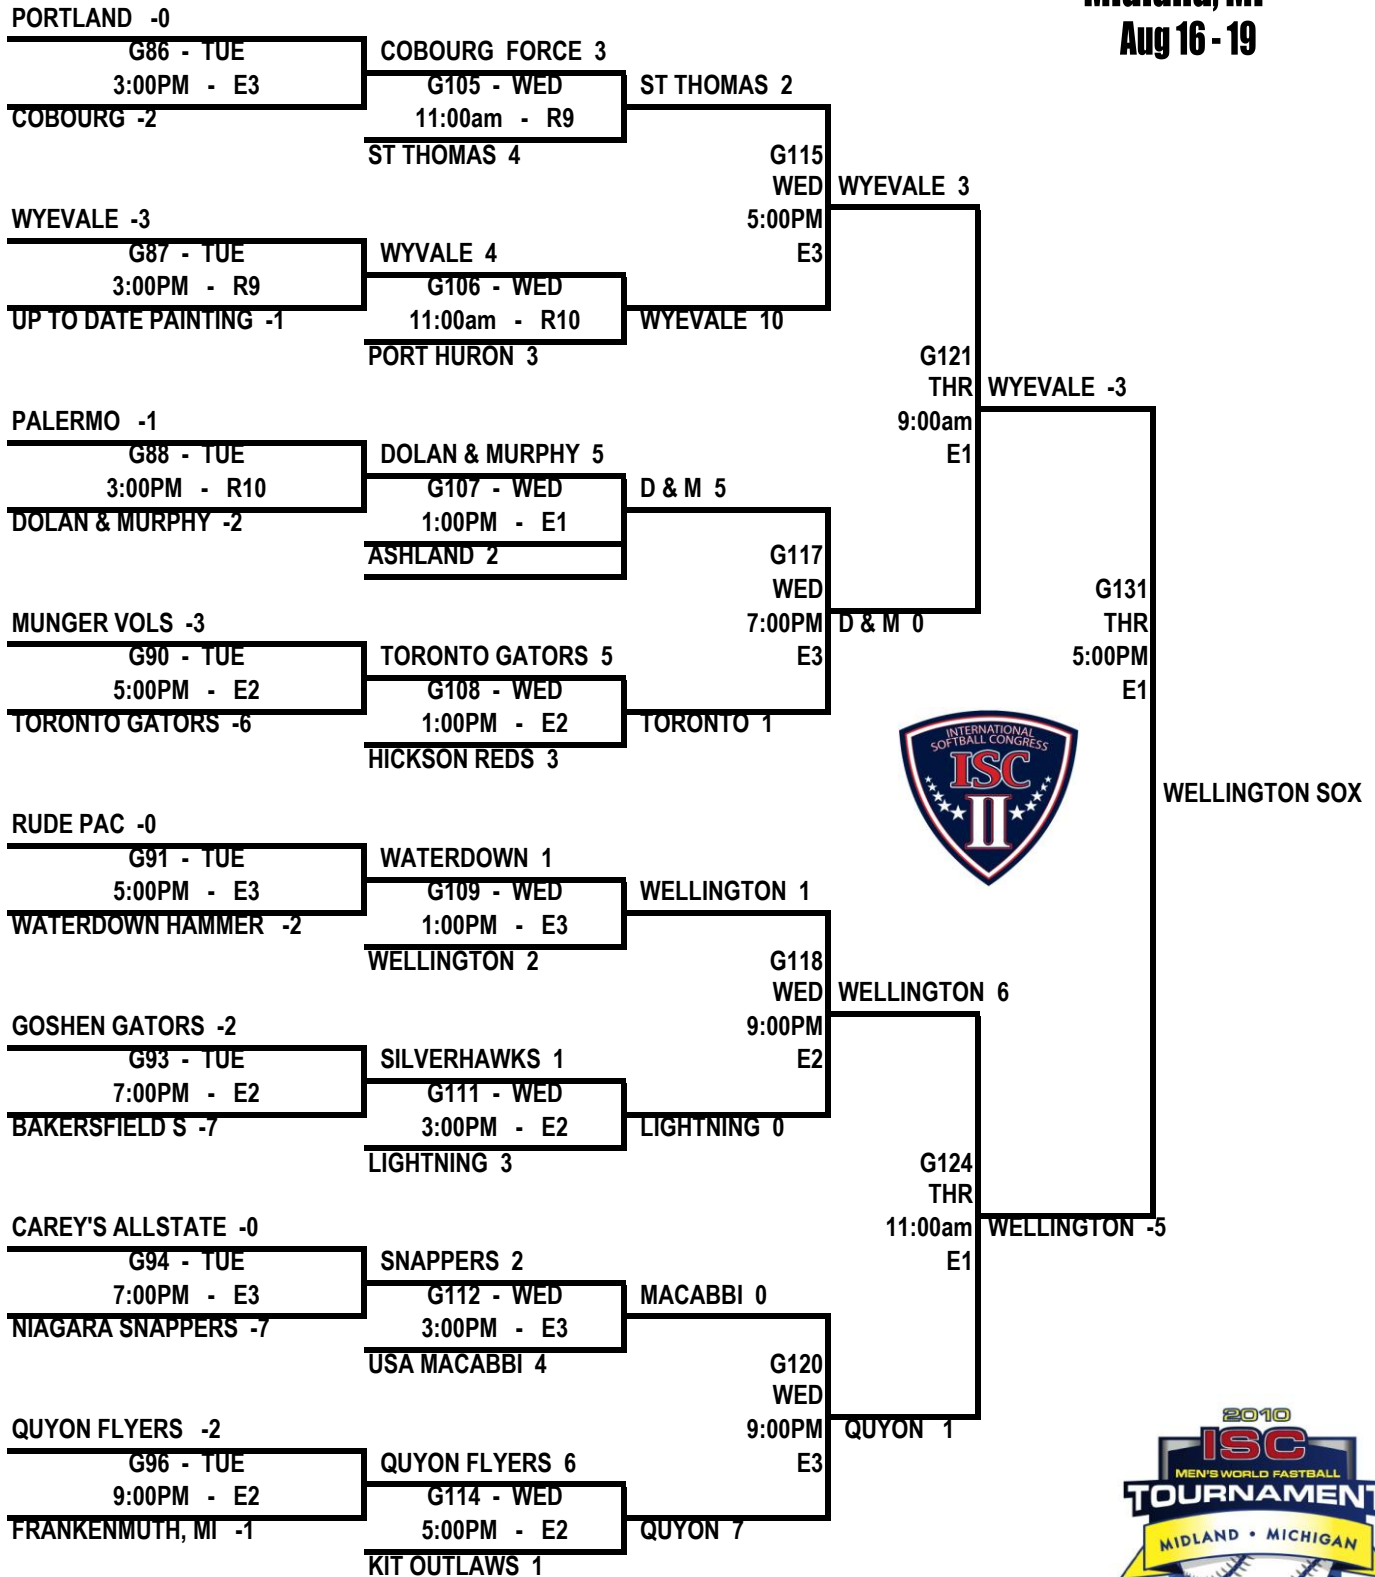 Midland, MI
Aug 16 - 19
PORTLAND -0
G86 - TUE
3:00PM - E3
COBOURG -2
COBOURG FORCE 3
G105 - WED
11:00am - R9
ST THOMAS 4
ST THOMAS 2
G115
WED
5:00PM
E3
WYEVALE 3
WYEVALE -3
G87 - TUE
3:00PM - R9
UP TO DATE PAINTING -1
WYVALE 4
G106 - WED
11:00am - R10
PORT HURON 3
WYEVALE 10
G121
THR
9:00am
E1
WYEVALE -3
PALERMO -1
G88 - TUE
3:00PM - R10
DOLAN & MURPHY -2
DOLAN & MURPHY 5
G107 - WED
1:00PM - E1
ASHLAND 2
D & M 5
G117
WED
7:00PM
E3
D & M 0
MUNGER VOLS -3
G90 - TUE
5:00PM - E2
TORONTO GATORS -6
TORONTO GATORS 5
G108 - WED
1:00PM - E2
HICKSON REDS 3
TORONTO 1
G131
THR
5:00PM
E1
INTERNATIONAL
SOFTBALL CONGRESS
ISC
II
WELLINGTON SOX
RUDE PAC -0
G91 - TUE
5:00PM - E3
WATERDOWN HAMMER -2
WATERDOWN 1
G109 - WED
1:00PM - E3
WELLINGTON 2
WELLINGTON 1
G118
WED
9:00PM
E2
WELLINGTON 6
GOSHEN GATORS -2
G93 - TUE
7:00PM - E2
BAKERSFIELD S -7
SILVERHAWKS 1
G111 - WED
3:00PM - E2
LIGHTNING 3
LIGHTNING 0
G124
THR
11:00am
E1
WELLINGTON -5
CAREY'S ALLSTATE -0
G94 - TUE
7:00PM - E3
NIAGARA SNAPPERS -7
SNAPPERS 2
G112 - WED
3:00PM - E3
USA MACABBI 4
MACABBI 0
G120
WED
9:00PM
E3
QUYON 1
QUYON FLYERS -2
G96 - TUE
9:00PM - E2
FRANKENMUTH, MI -1
QUYON FLYERS 6
G114 - WED
5:00PM - E2
KIT OUTLAWS 1
QUYON 7
2010
ISC
MEN'S WORLD FASTBALL
TOURNAMENT
MIDLAND • MICHIGAN